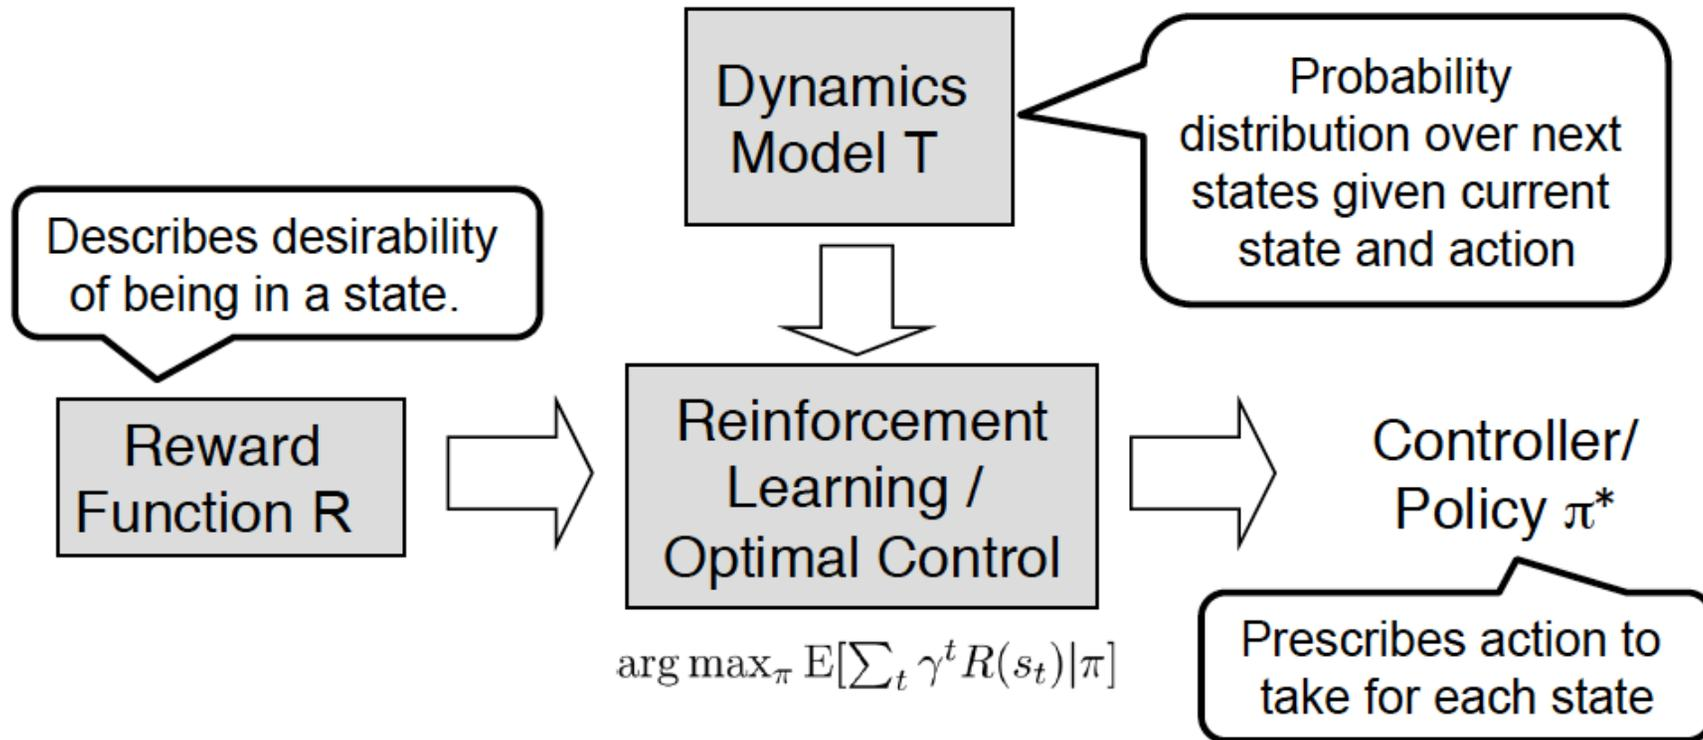 Dynamics
Model T
Probability
distribution over next
states given current
state and action
Describes desirability
of being in a state.
Reward
Function R
Reinforcement
Learning /
Optimal Control
Controller/
Policy π*
arg max_π E[∑_t γ^t R(s_t)|π]
Prescribes action to
take for each state